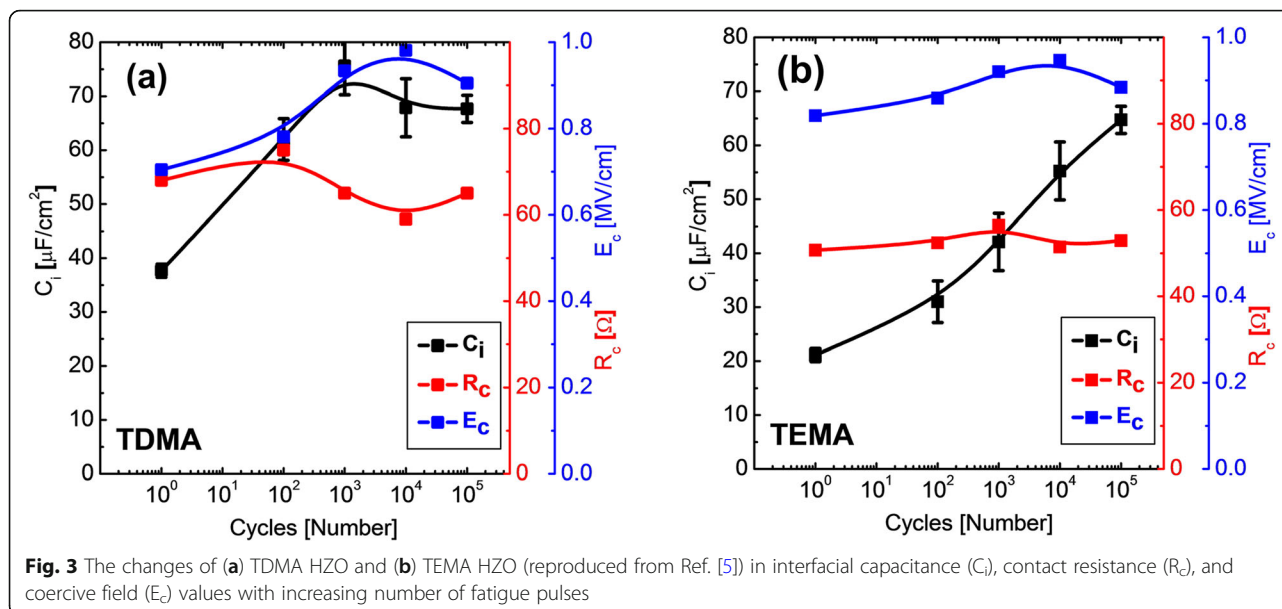 (a)
80
70
60
50
40
30
20
10
0
C_i [μF/cm²]
10⁰ 10¹ 10² 10³ 10⁴ 10⁵
Cycles [Number]
TDMA
C_i
R_c
E_c
80
60
40
20
0
R_c [Ω]
1.0
0.8
0.6
0.4
0.2
0.0
E_c [MV/cm]
(b)
80
70
60
50
40
30
20
10
0
C_i [μF/cm²]
10⁰ 10¹ 10² 10³ 10⁴ 10⁵
Cycles [Number]
TEMA
C_i
R_c
E_c
80
60
40
20
0
R_c [Ω]
1.0
0.8
0.6
0.4
0.2
0.0
E_c [MV/cm]
Fig. 3 The changes of (a) TDMA HZO and (b) TEMA HZO (reproduced from Ref. [5]) in interfacial capacitance (C_i), contact resistance (R_c), and
coercive field (E_c) values with increasing number of fatigue pulses